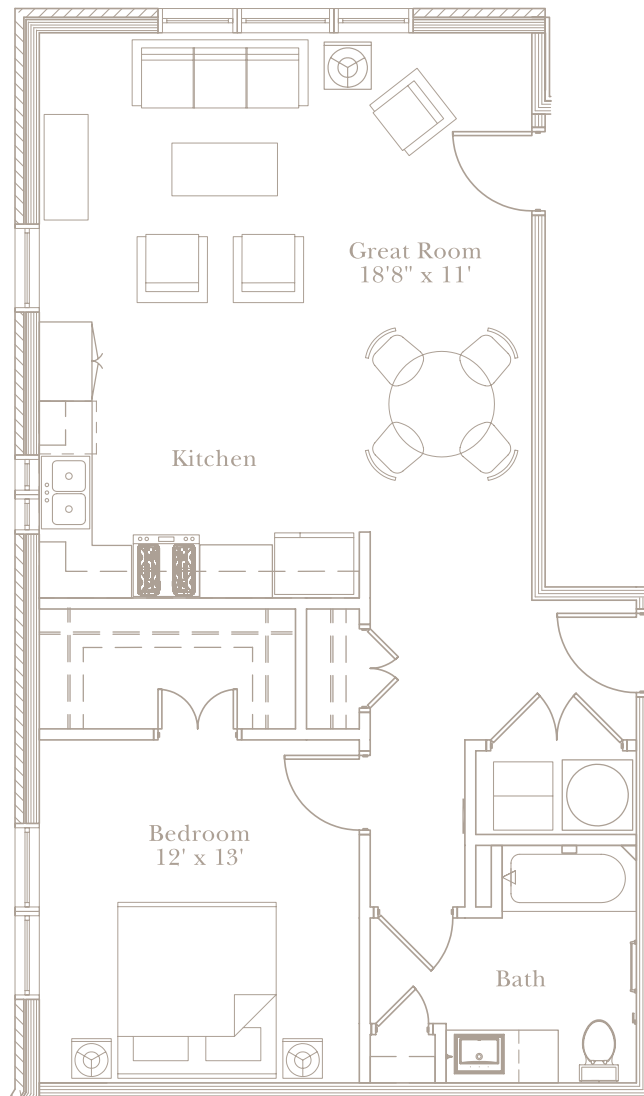 Great Room
18'8" x 11'
Kitchen
Bedroom
12' x 13'
Bath